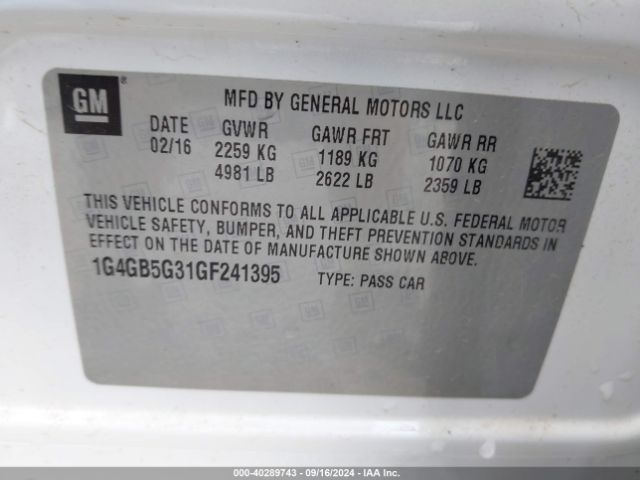 GM ®
MFD BY GENERAL MOTORS LLC
DATE GVWR GAWR FRT GAWR RR
02/16 2259 KG 1189 KG 1070 KG
4981 LB 2622 LB 2359 LB
THIS VEHICLE CONFORMS TO ALL APPLICABLE U.S. FEDERAL MOTOR
VEHICLE SAFETY, BUMPER, AND THEFT PREVENTION STANDARDS IN
EFFECT ON THE DATE OF MANUFACTURE SHOWN ABOVE.
1G4GB5G31GF241395 TYPE: PASS CAR
COPYRIGHT - 40289743 - 09/16/2024 - IAA Inc.